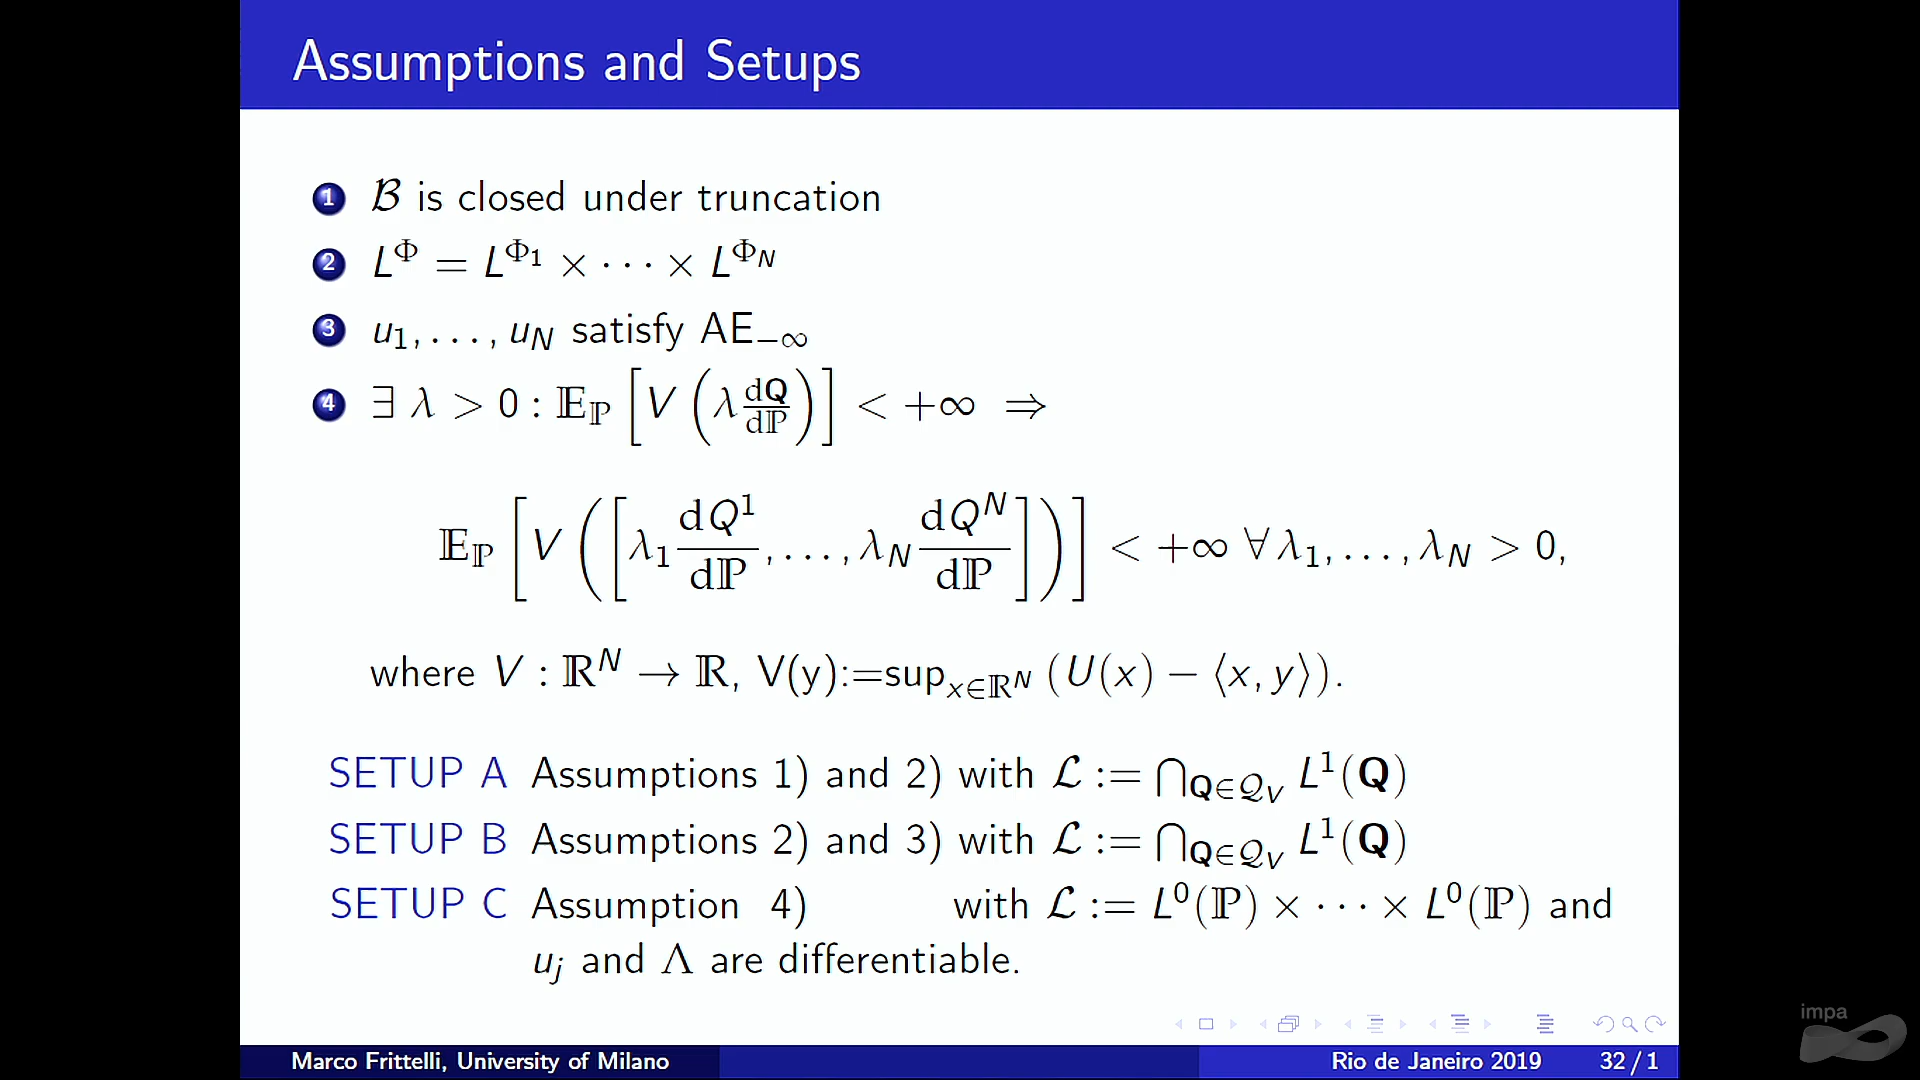 Assumptions and Setups
1 ℬ is closed under truncation
2 L^Φ = L^{Φ_1} × · · · × L^{Φ_N}
3 u_1, . . . , u_N satisfy AE_{−∞}
4 ∃ λ > 0 : 𝔼_ℙ [V (λ d𝐐/dℙ)] < +∞ ⇒
𝔼_ℙ [V ([λ_1 dQ^1/dℙ, . . . , λ_N dQ^N/dℙ])] < +∞ ∀ λ_1, . . . , λ_N > 0,
where V : ℝ^N → ℝ, V(y):=sup_{x∈ℝ^N} (U(x) − ⟨x, y⟩).
SETUP A Assumptions 1) and 2) with ℒ := ⋂_{𝐐∈𝒬_V} L^1(𝐐)
SETUP B Assumptions 2) and 3) with ℒ := ⋂_{𝐐∈𝒬_V} L^1(𝐐)
SETUP C Assumption 4) with ℒ := L^0(ℙ) × · · · × L^0(ℙ) and
u_j and Λ are differentiable.
impa
Marco Frittelli, University of Milano Rio de Janeiro 2019 32 / 1